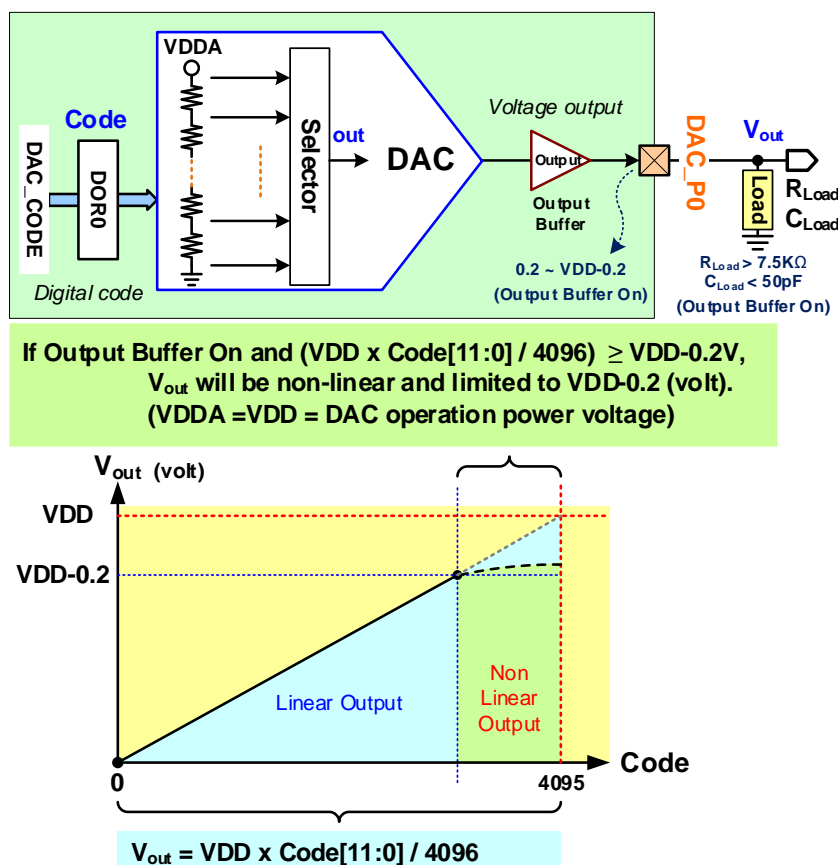 VDDA
DAC_CODE
Code
DOR0
Digital code
Selector
out
DAC
Voltage output
Output
Output
Buffer
0.2 ~ VDD-0.2
(Output Buffer On)
DAC_P0
Vout
Load
RLoad
CLoad
RLoad > 7.5KΩ
CLoad < 50pF
(Output Buffer On)
If Output Buffer On and (VDD x Code[11:0] / 4096) ≥ VDD-0.2V,
Vout will be non-linear and limited to VDD-0.2 (volt).
(VDDA =VDD = DAC operation power voltage)
Vout (volt)
VDD
VDD-0.2
Linear Output
Non
Linear
Output
0
4095
Code
Vout = VDD x Code[11:0] / 4096